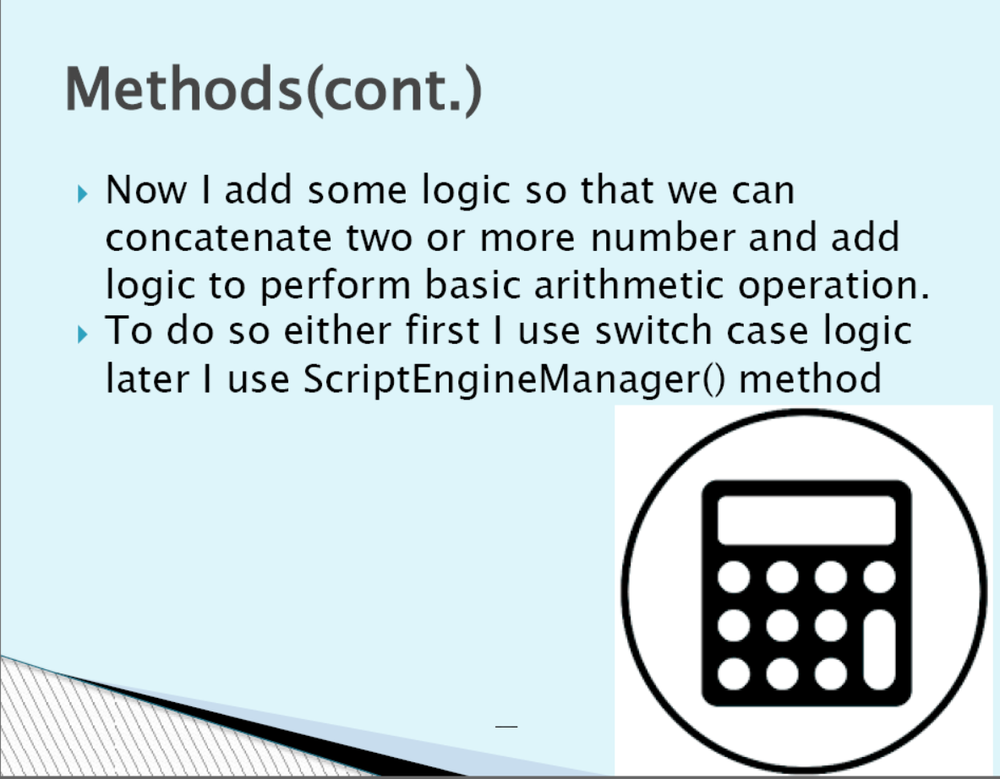 Methods(cont.)
Now I add some logic so that we can
concatenate two or more number and add
logic to perform basic arithmetic operation.
To do so either first I use switch case logic
later I use ScriptEngineManager() method